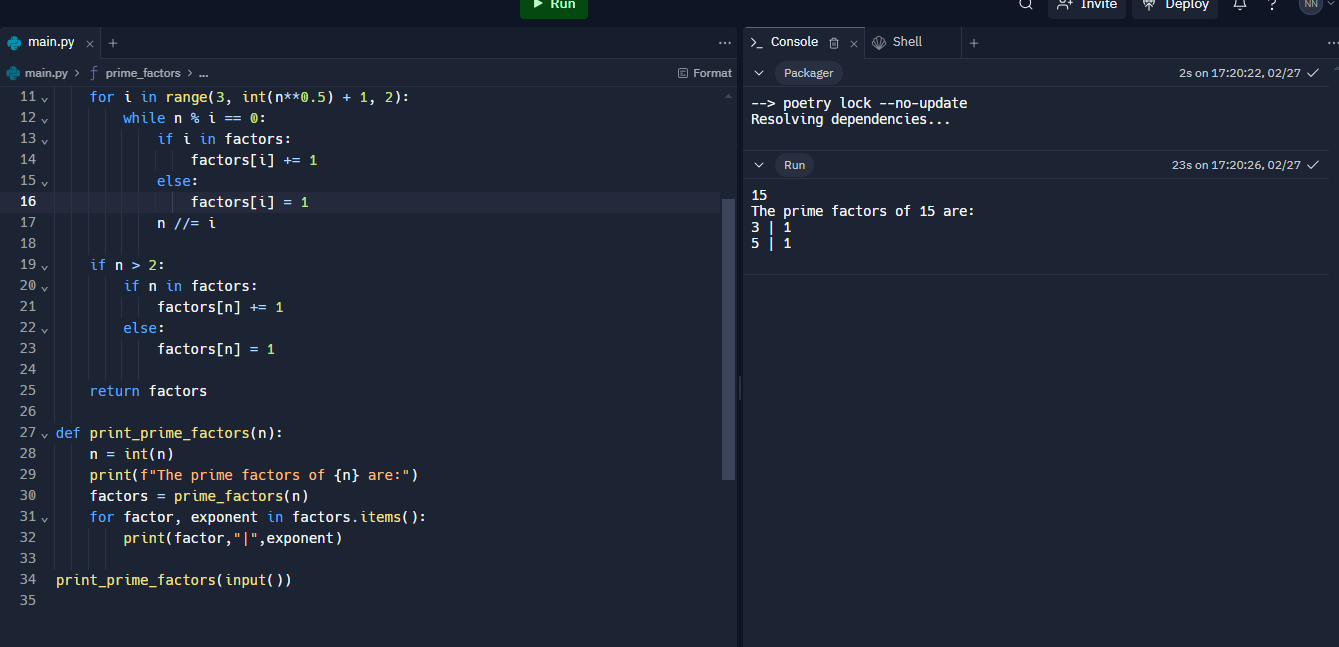 Run
Invite
Deploy
NN
main.py
Console
Shell
main.py > prime_factors > ...
Format
11 for i in range(3, int(n**0.5) + 1, 2):
12 while n % i == 0:
13 if i in factors:
14 factors[i] += 1
15 else:
16 factors[i] = 1
17 n //= i
18
19 if n > 2:
20 if n in factors:
21 factors[n] += 1
22 else:
23 factors[n] = 1
24
25 return factors
26
27 def print_prime_factors(n):
28 n = int(n)
29 print(f"The prime factors of {n} are:")
30 factors = prime_factors(n)
31 for factor, exponent in factors.items():
32 print(factor,"|",exponent)
33
34 print_prime_factors(input())
35
Packager
2s on 17:20:22, 02/27
--> poetry lock --no-update
Resolving dependencies...
Run
23s on 17:20:26, 02/27
15
The prime factors of 15 are:
3 | 1
5 | 1